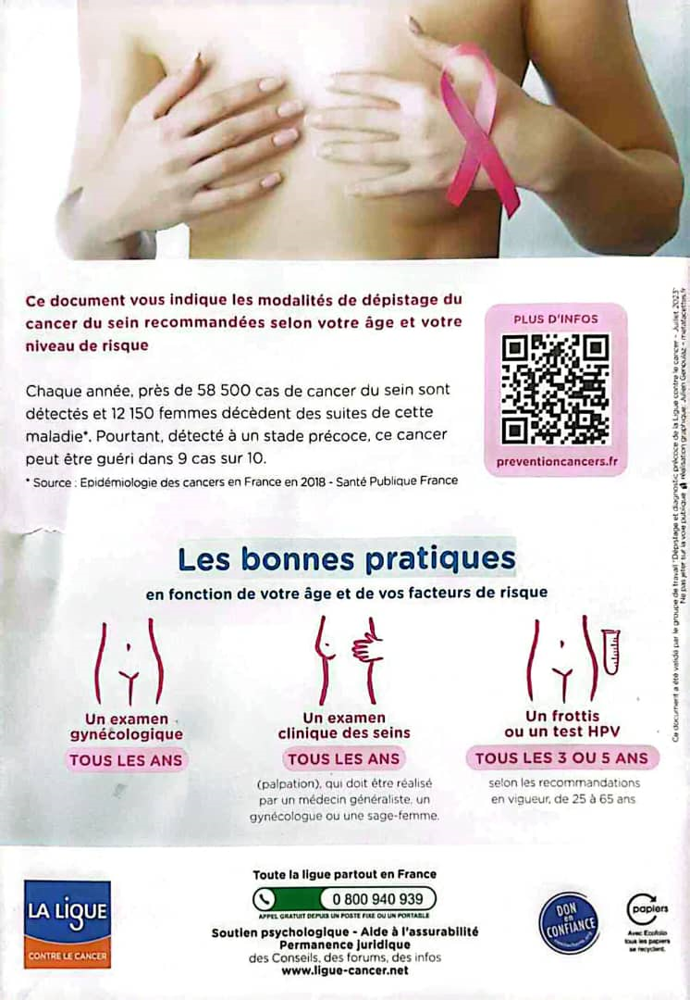 Ce document vous indique les modalités de dépistage du
cancer du sein recommandées selon votre âge et votre
niveau de risque
PLUS D'INFOS
preventioncancers.fr
Chaque année, près de 58 500 cas de cancer du sein sont
détectés et 12 150 femmes décèdent des suites de cette
maladie*. Pourtant, détecté à un stade précoce, ce cancer
peut être guéri dans 9 cas sur 10.
* Source : Epidémiologie des cancers en France en 2018 - Santé Publique France
Ce document a été validé par le groupe de travail "Dépistage et diagnostic précoce de la Ligue contre le cancer - Juillet 2023"
Ne pas jeter sur la voie publique réalisation graphique: Julien - metafacettes.fr
Les bonnes pratiques
en fonction de votre âge et de vos facteurs de risque
Un examen
gynécologique
TOUS LES ANS
Un examen
clinique des seins
TOUS LES ANS
(palpation), qui doit être réalisé
par un médecin généraliste, un
gynécologue ou une sage-femme.
Un frottis
ou un test HPV
TOUS LES 3 OU 5 ANS
selon les recommandations
en vigueur, de 25 à 65 ans
LA LiGUE
CONTRE LE CANCER
Toute la ligue partout en France
0 800 940 939
APPEL GRATUIT DEPUIS UN POSTE FIXE OU UN PORTABLE
Soutien psychologique - Aide à l'assurabilité
Permanence juridique
des Conseils, des forums, des infos
www.ligue-cancer.net
DON
en
CONFIANCE
papiers
Avec Ecofolio
tous les papiers
se recyclent.